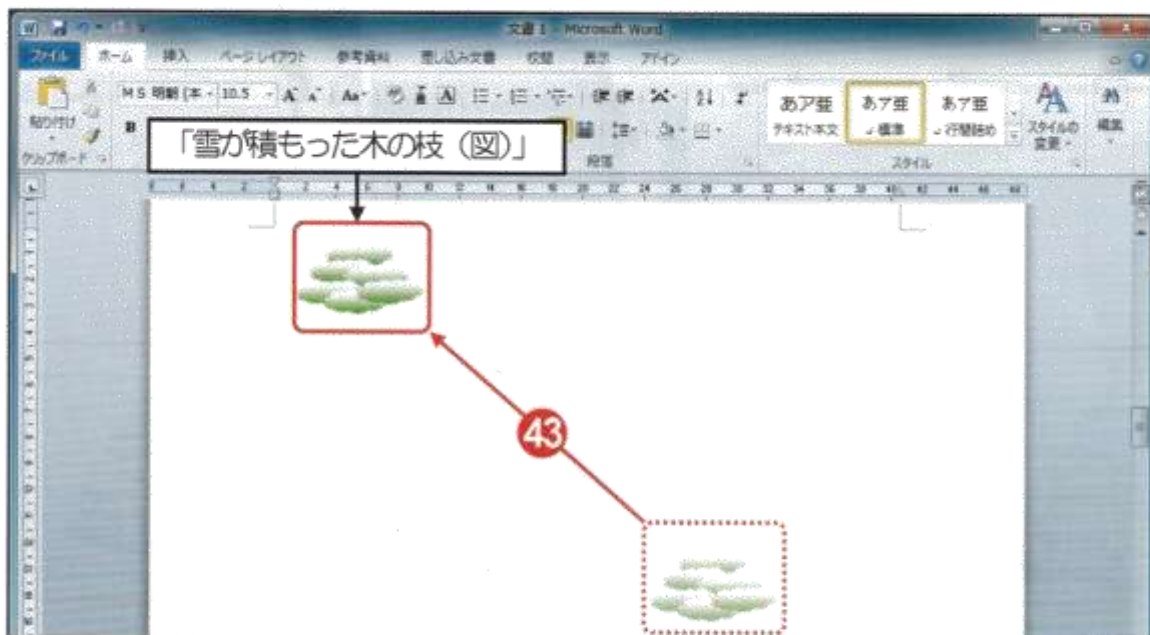 文書 1 - Microsoft Word
ファイル ホーム 挿入 ページ レイアウト 参考資料 差し込み文書 校閲 表示 アドイン
MS 明朝 (本 10.5
貼り付け
クリップボード
段落
あア亜 あア亜 あア亜
テキスト本文 標準 行間詰め
スタイルの変更
編集
スタイル
「雪が積もった木の枝（図）」
43